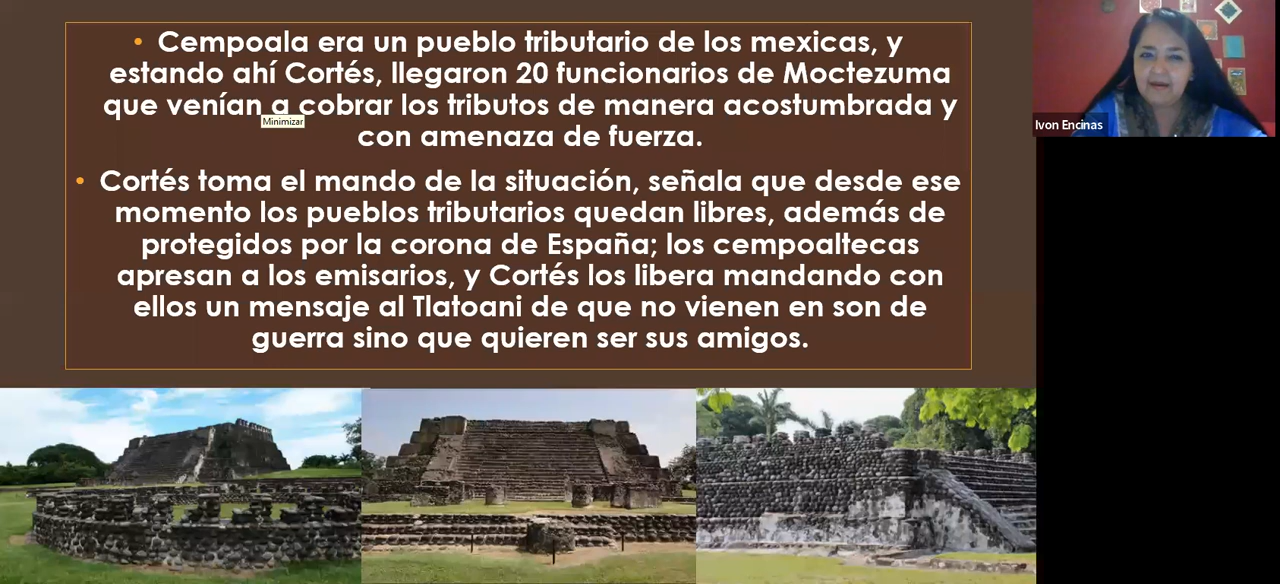 • Cempoala era un pueblo tributario de los mexicas, y
estando ahí Cortés, llegaron 20 funcionarios de Moctezuma
que venían a cobrar los tributos de manera acostumbrada y
Minimizar
con amenaza de fuerza.
• Cortés toma el mando de la situación, señala que desde ese
momento los pueblos tributarios quedan libres, además de
protegidos por la corona de España; los cempoaltecas
apresan a los emisarios, y Cortés los libera mandando con
ellos un mensaje al Tlatoani de que no vienen en son de
guerra sino que quieren ser sus amigos.
Ivon Encinas